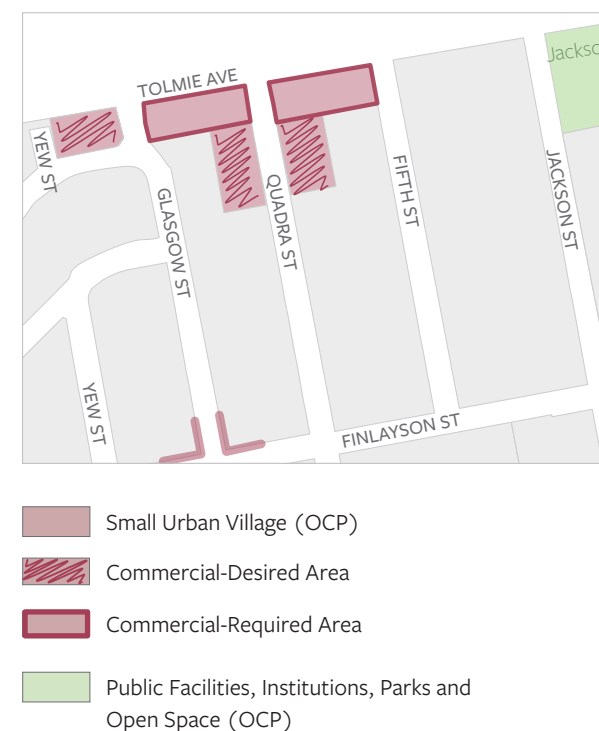 Jackso
TOLMIE AVE
YEW ST
GLASGOW ST
QUADRA ST
FIFTH ST
JACKSON ST
YEW ST
FINLAYSON ST
Small Urban Village (OCP)
Commercial-Desired Area
Commercial-Required Area
Public Facilities, Institutions, Parks and
Open Space (OCP)